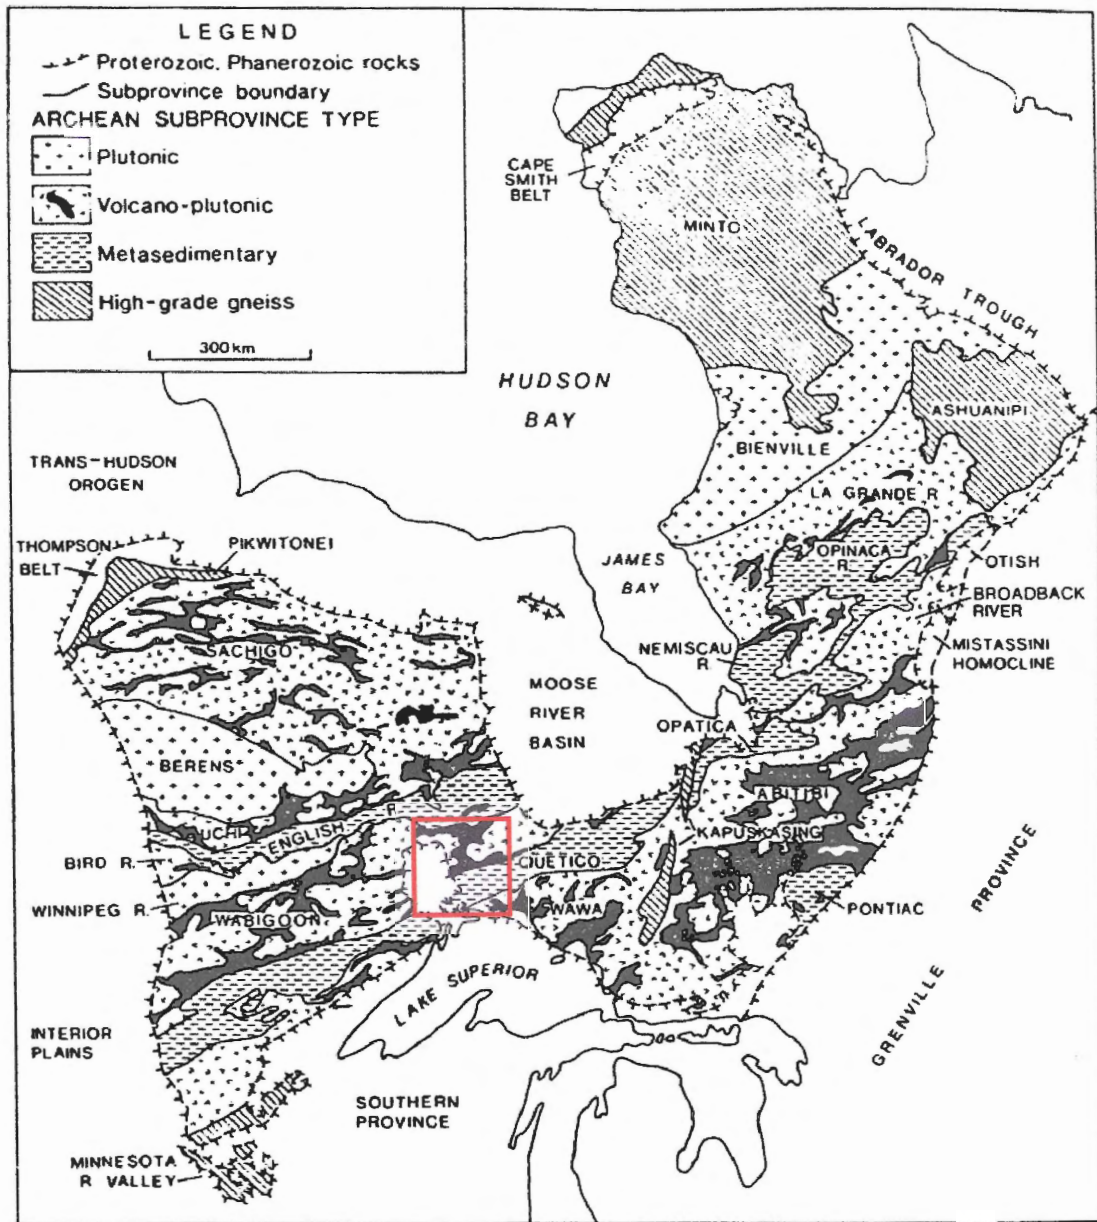 LEGEND
Proterozoic, Phanerozoic rocks
Subprovince boundary
ARCHEAN SUBPROVINCE TYPE
Plutonic
Volcano-plutonic
Metasedimentary
High-grade gneiss
300 km
CAPE
SMITH
BELT
MINTO
LABRADOR TROUGH
HUDSON
BAY
ASHUANIPI
BIENVILLE
TRANS-HUDSON
OROGEN
LA GRANDE R
THOMPSON
BELT
PIKWITONEI
JAMES
BAY
OPINACA
R
OTISH
BROADBACK
RIVER
SACHIGO
NEMISCAU
R
MISTASSINI
HOMOCLINE
MOOSE
RIVER
BASIN
OPATICA
BERENS
ABITIBI
UCHI
ENGLISH R
KAPUSKASING
BIRD R.
QUETICO
WINNIPEG R.
WABIGOON
WAWA
PONTIAC
GRENVILLE PROVINCE
LAKE SUPERIOR
INTERIOR
PLAINS
SOUTHERN
PROVINCE
MINNESOTA
R VALLEY